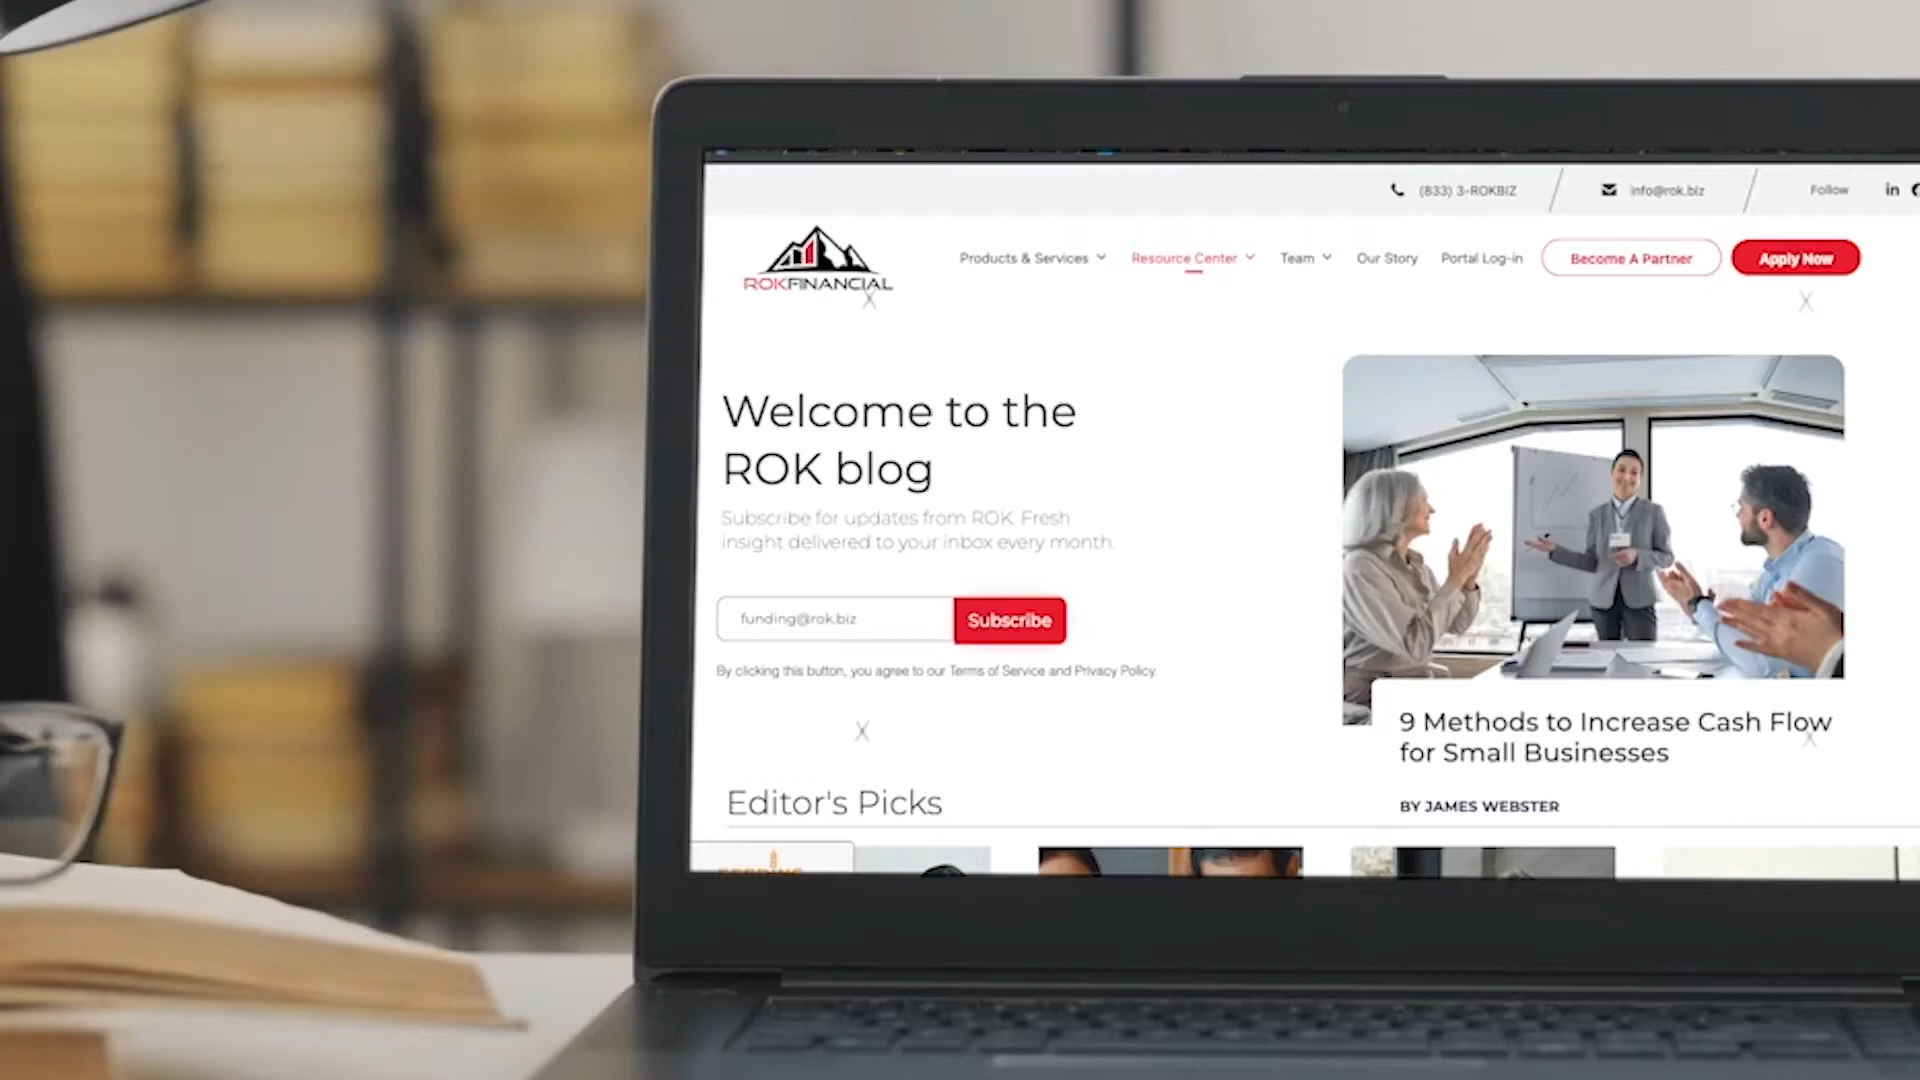 (833) 3-ROKBIZ
info@rok.biz
Follow
in
ROKFINANCIAL
Products & Services
Resource Center
Team
Our Story
Portal Log-in
Become A Partner
Apply Now
Welcome to the
ROK blog
Subscribe for updates from ROK. Fresh
insight delivered to your inbox every month.
funding@rok.biz
Subscribe
By clicking this button, you agree to our Terms of Service and Privacy Policy
9 Methods to Increase Cash Flow
for Small Businesses
BY JAMES WEBSTER
Editor's Picks